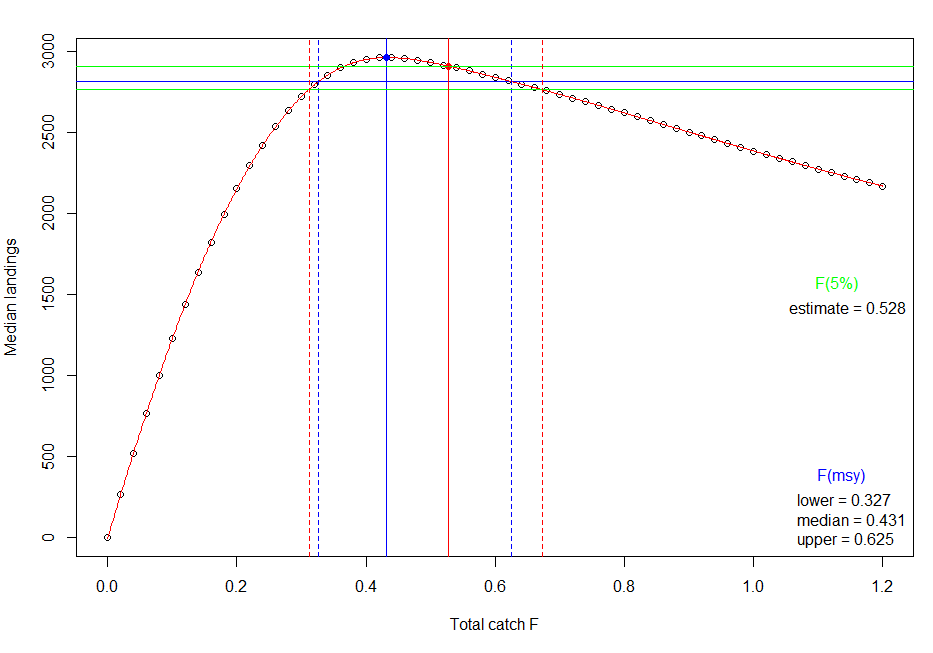 Median landings
3000
2500
2000
1500
1000
500
0
F(5%)
estimate = 0.528
F(msy)
lower = 0.327
median = 0.431
upper = 0.625
0.0 0.2 0.4 0.6 0.8 1.0 1.2
Total catch F